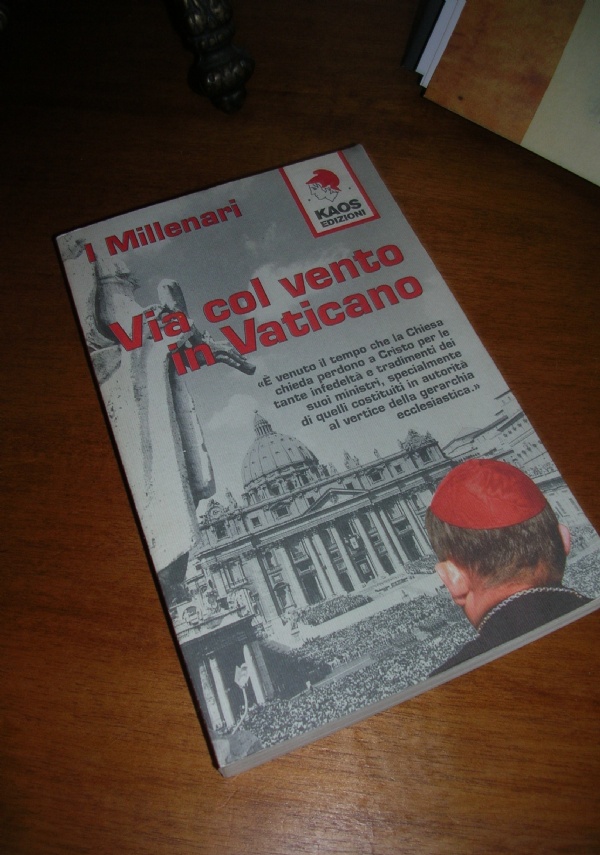 I Millenari
KAOS
EDIZIONI
Via col vento
in Vaticano
«È venuto il tempo che la Chiesa
chieda perdono a Cristo per le
tante infedeltà e tradimenti dei
suoi ministri, specialmente
di quelli costituiti in autorità
al vertice della gerarchia
ecclesiastica.»